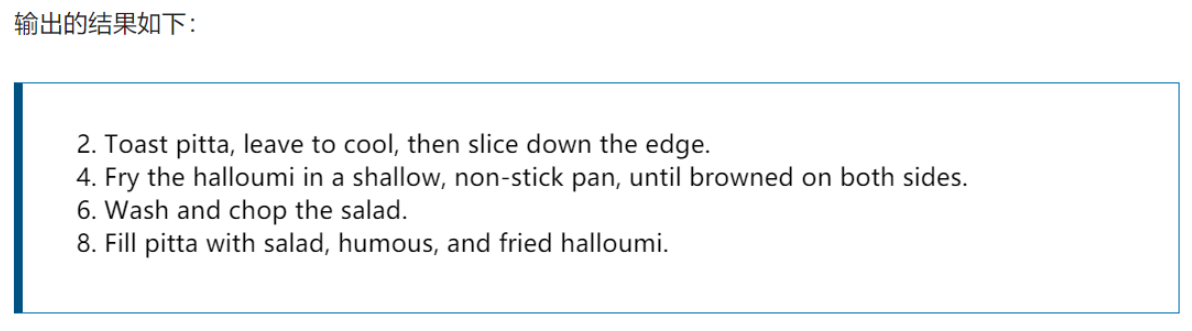 输出的结果如下：
2. Toast pitta, leave to cool, then slice down the edge.
4. Fry the halloumi in a shallow, non-stick pan, until browned on both sides.
6. Wash and chop the salad.
8. Fill pitta with salad, humous, and fried halloumi.